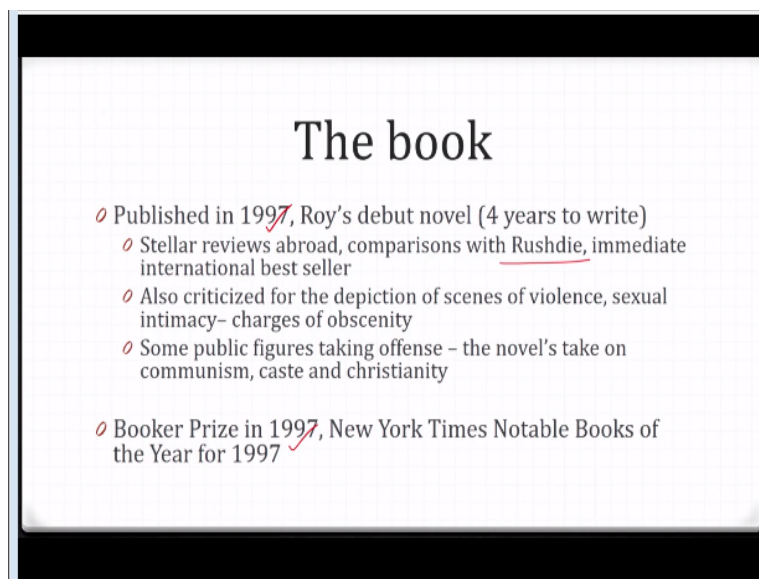 The book
Published in 1997, Roy's debut novel (4 years to write)
Stellar reviews abroad, comparisons with Rushdie, immediate
international best seller
Also criticized for the depiction of scenes of violence, sexual
intimacy– charges of obscenity
Some public figures taking offense – the novel's take on
communism, caste and christianity
Booker Prize in 1997, New York Times Notable Books of
the Year for 1997